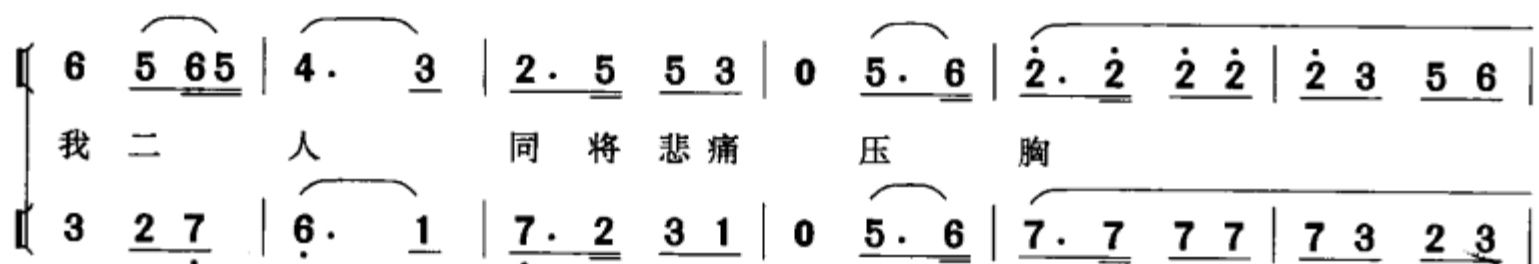 6 5 6 5 | 4 . 3 | 2 . 5 5 3 | 0 5 . 6 | 2̇ . 2̇ 2̇ 2̇ | 2̇ 3 5 6 |
我 二 人 同 将 悲 痛 压 胸
3 2 7̣ | 6̣ . 1 | 7̣ . 2 3 1 | 0 5 . 6 | 7 . 7 7 7 | 7 3 2 3 |